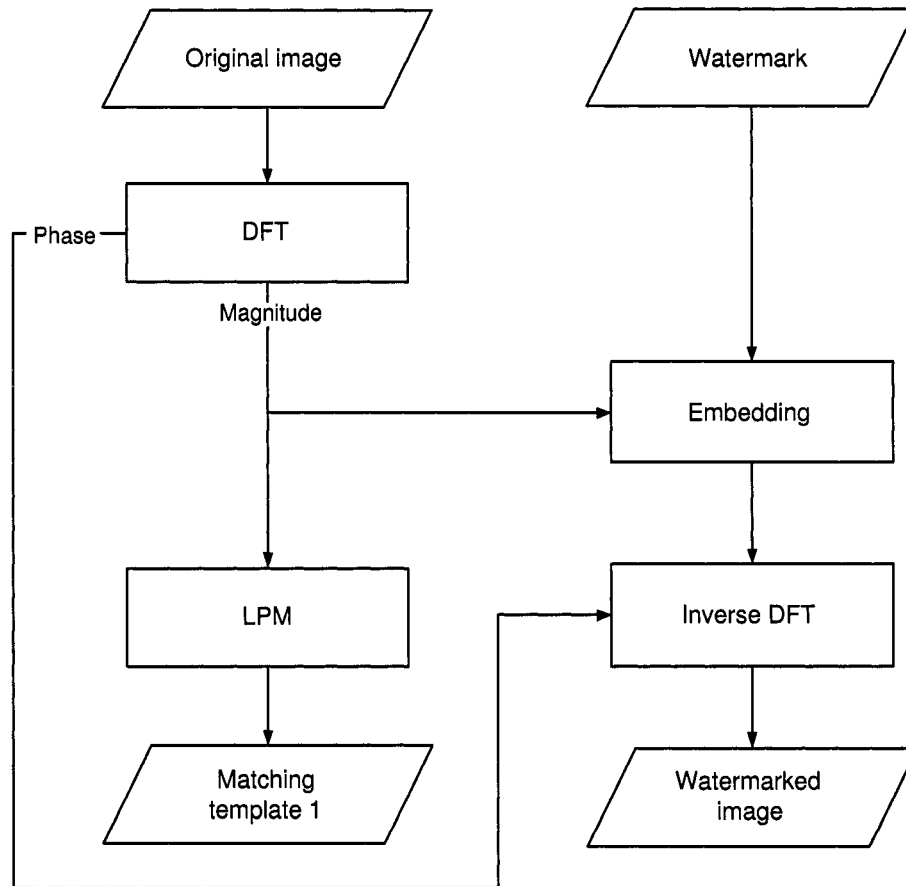 Original image
Watermark
DFT
Phase
Magnitude
Embedding
LPM
Inverse DFT
Matching
template 1
Watermarked
image